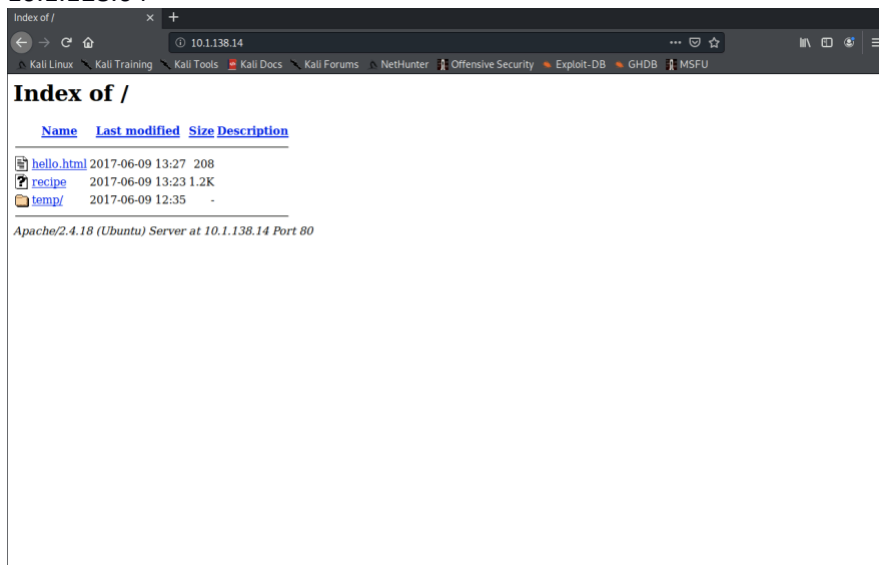 Index of /
10.1.138.14
Kali Linux Kali Training Kali Tools Kali Docs Kali Forums NetHunter Offensive Security Exploit-DB GHDB MSFU
Index of /
Name Last modified Size Description
hello.html 2017-06-09 13:27 208
recipe 2017-06-09 13:23 1.2K
temp/ 2017-06-09 12:35 -
Apache/2.4.18 (Ubuntu) Server at 10.1.138.14 Port 80